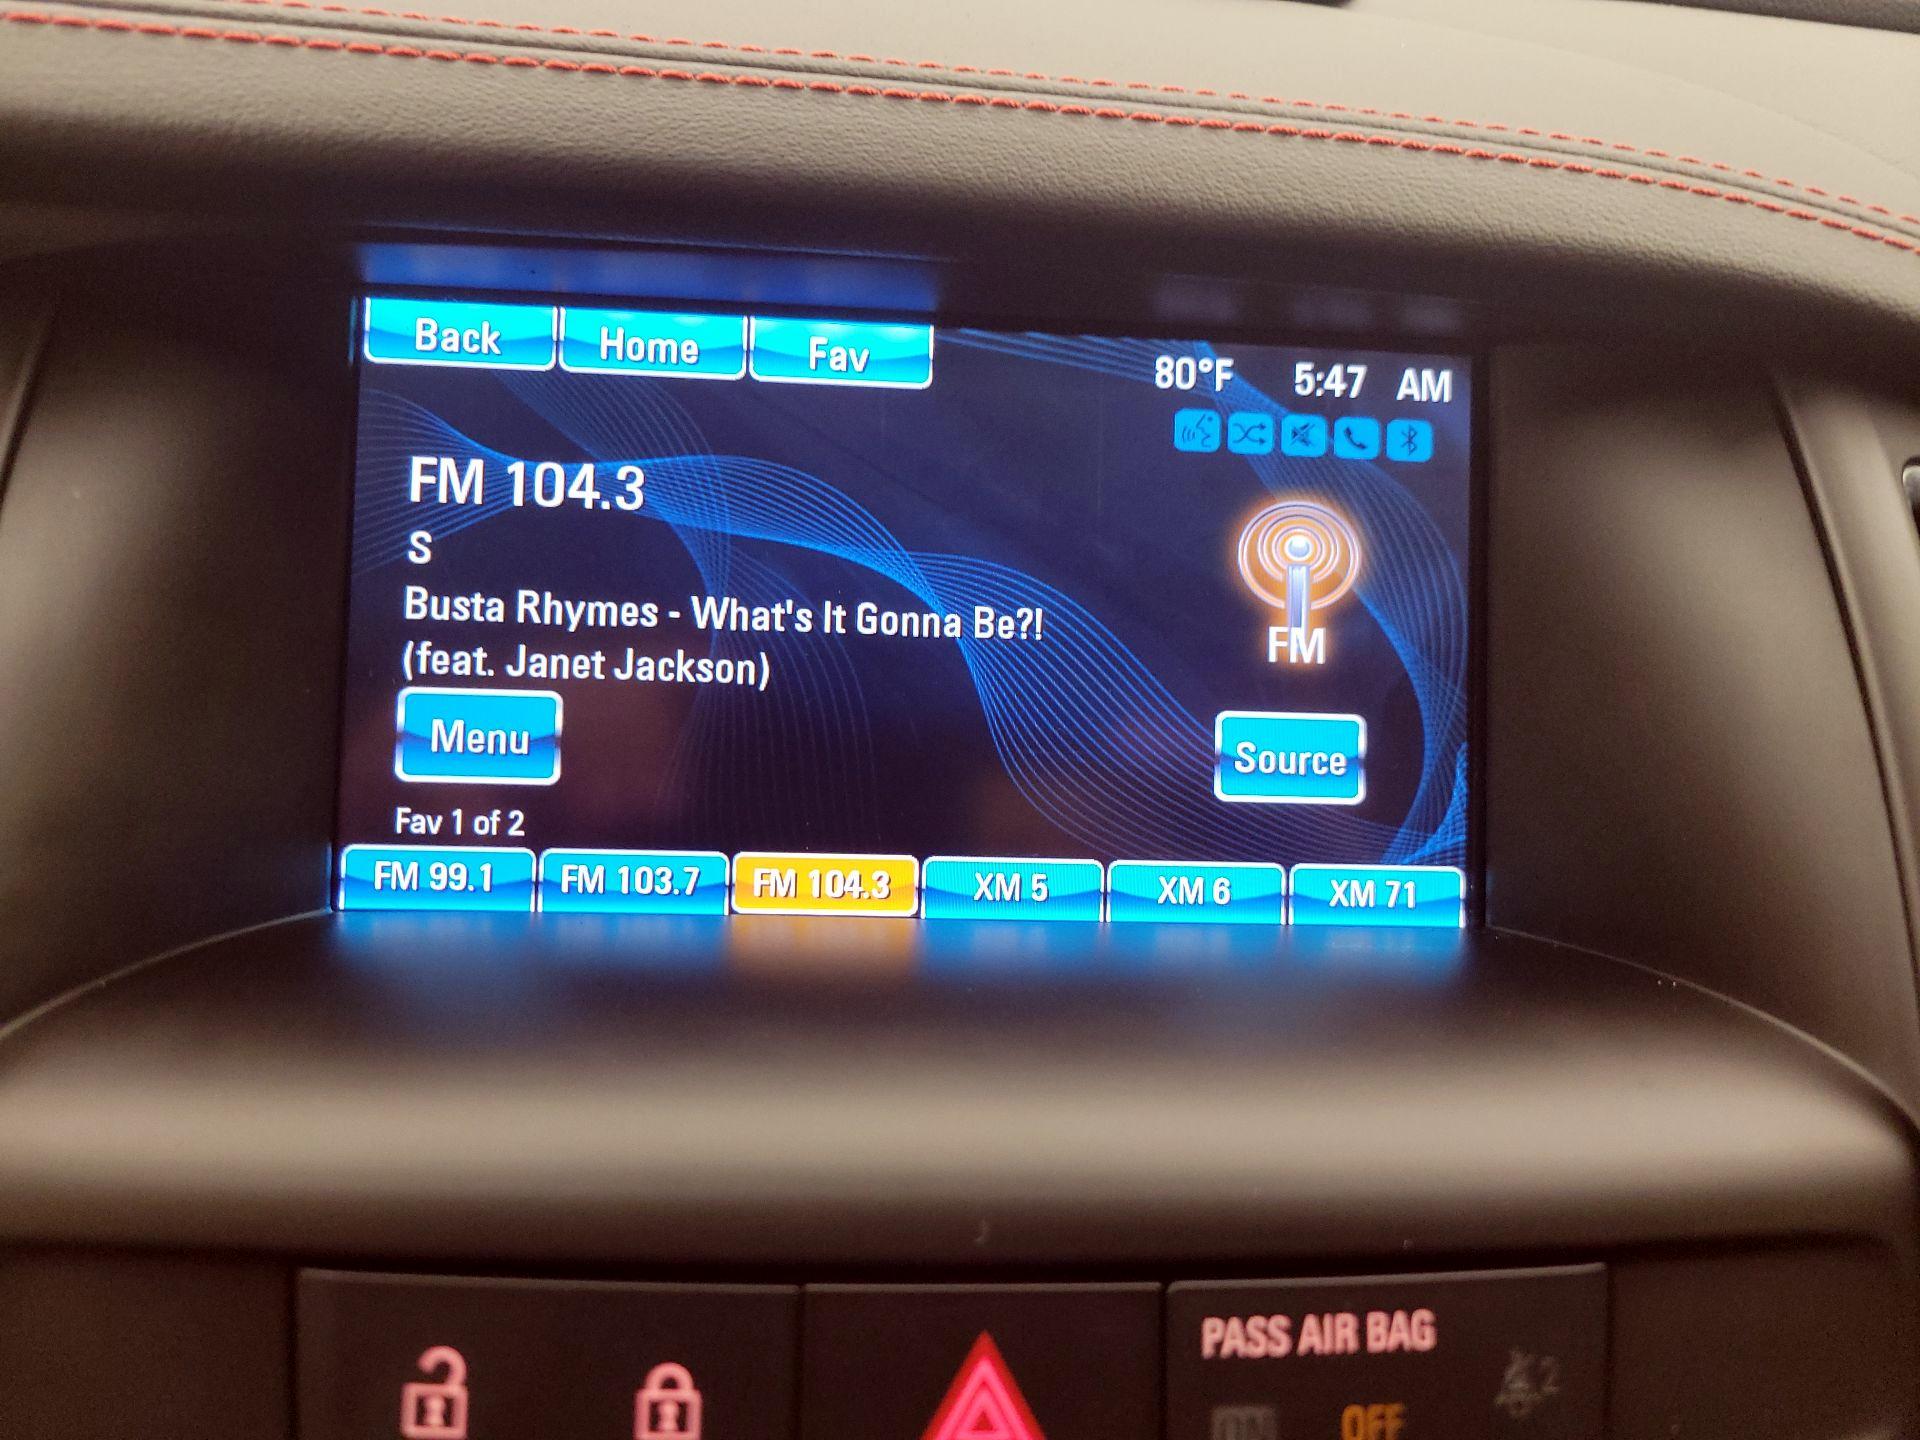 Back Home Fav
80°F 5:47 AM
FM 104.3
S
Busta Rhymes - What's It Gonna Be?!
(feat. Janet Jackson)
FM
Menu
Source
Fav 1 of 2
FM 99.1 FM 103.7 FM 104.3 XM 5 XM 6 XM 71
PASS AIR BAG
ON OFF 2